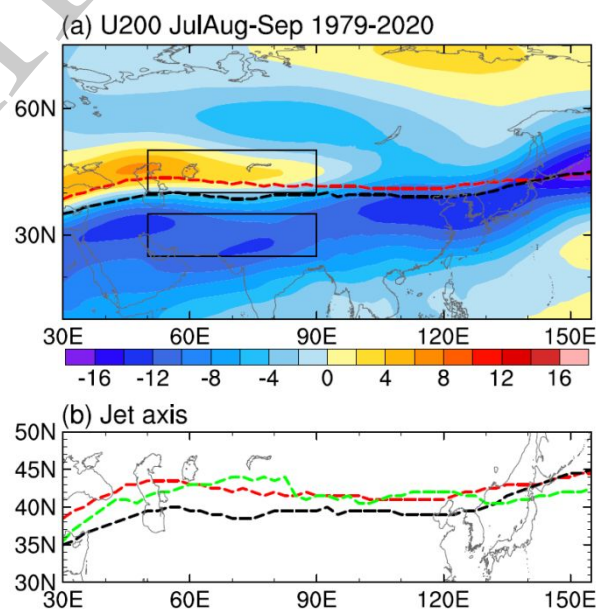 (a) U200 JulAug-Sep 1979-2020
60N
30N
30E 60E 90E 120E 150E
-16 -12 -8 -4 0 4 8 12 16
(b) Jet axis
50N
45N
40N
35N
30N
30E 60E 90E 120E 150E